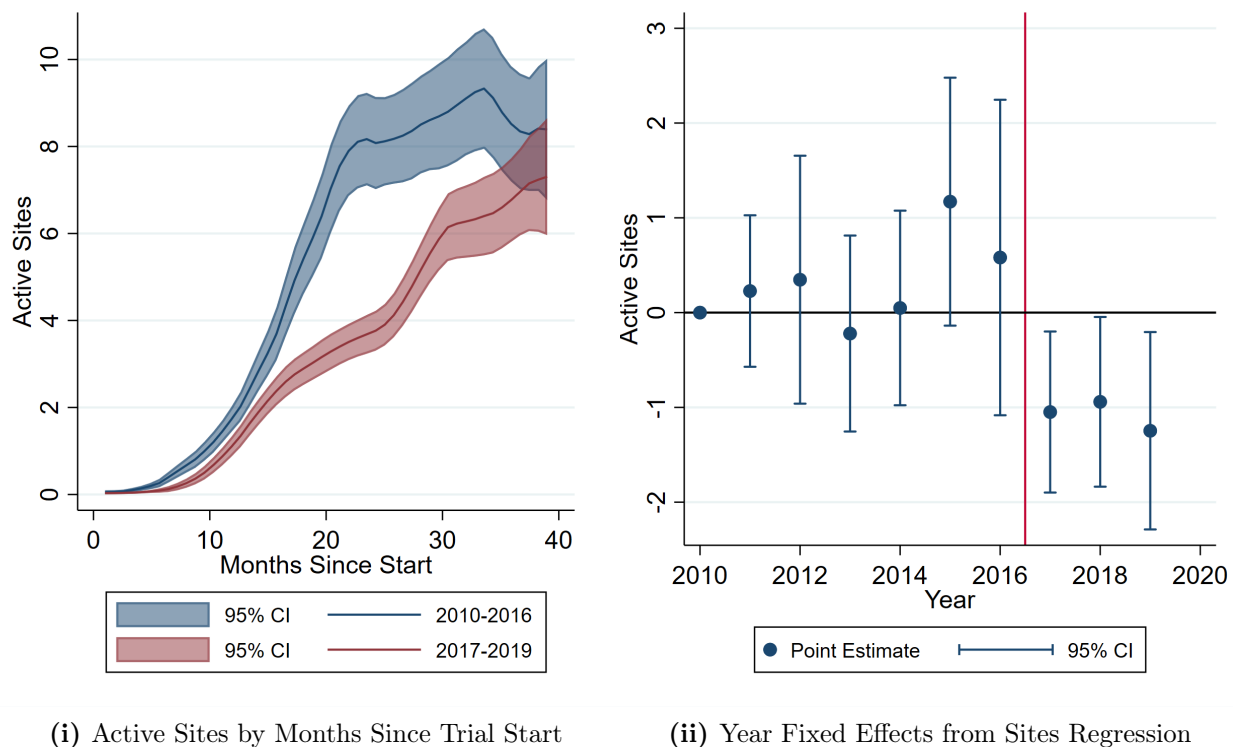 Active Sites
10
8
6
4
2
0
0 10 20 30 40
Months Since Start
95% CI 2010-2016
95% CI 2017-2019
(i) Active Sites by Months Since Trial Start
Active Sites
3
2
1
0
-1
-2
2010 2012 2014 2016 2018 2020
Year
Point Estimate 95% CI
(ii) Year Fixed Effects from Sites Regression